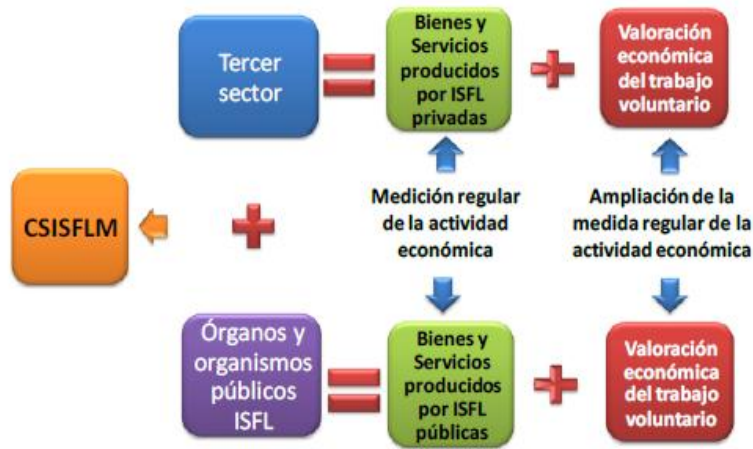 Tercer
sector
Bienes y
Servicios
producidos
por ISFL
privadas
Valoración
económica
del trabajo
voluntario
CSISFLM
Medición regular
de la actividad
económica
Ampliación de la
medida regular de la
actividad económica
Órganos y
organismos
públicos
ISFL
Bienes y
Servicios
producidos
por ISFL
públicas
Valoración
económica
del trabajo
voluntario